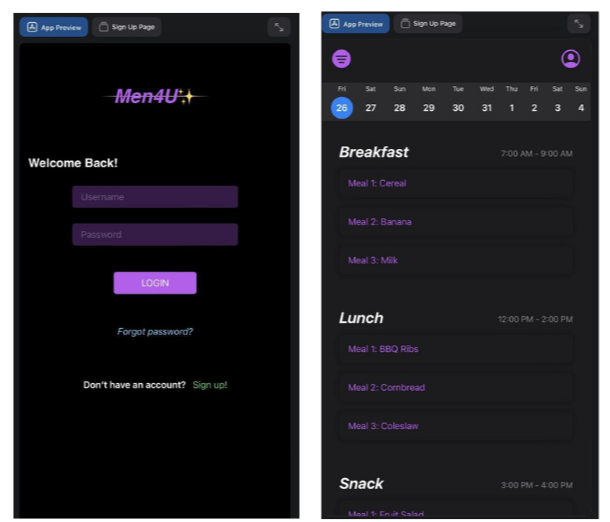 App Preview Sign Up Page
Men4U
Welcome Back!
Username
Password
LOGIN
Forgot password?
Don't have an account? Sign up!
App Preview Sign Up Page
Fri Sat Sun Mon Tue Wed Thu Fri Sat Sun
26 27 28 29 30 31 1 2 3 4
Breakfast 7:00 AM - 9:00 AM
Meal 1: Cereal
Meal 2: Banana
Meal 3: Milk
Lunch 12:00 PM - 2:00 PM
Meal 1: BBQ Ribs
Meal 2: Cornbread
Meal 3: Coleslaw
Snack 3:00 PM - 4:00 PM
Meal 1: Fruit Salad